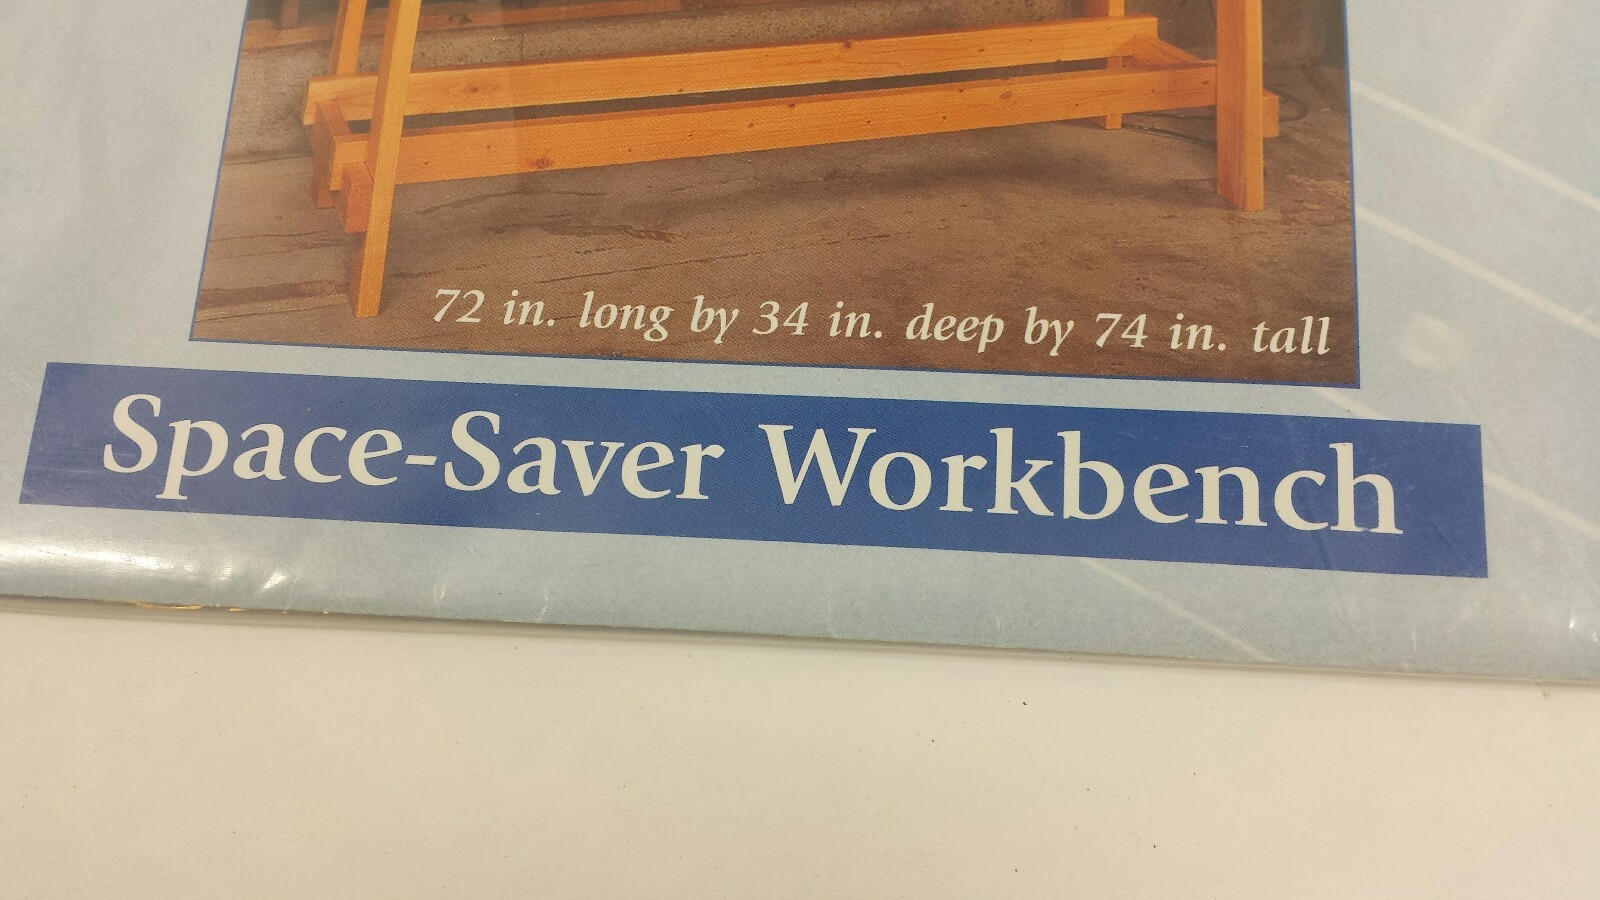 72 in. long by 34 in. deep by 74 in. tall
Space-Saver Workbench